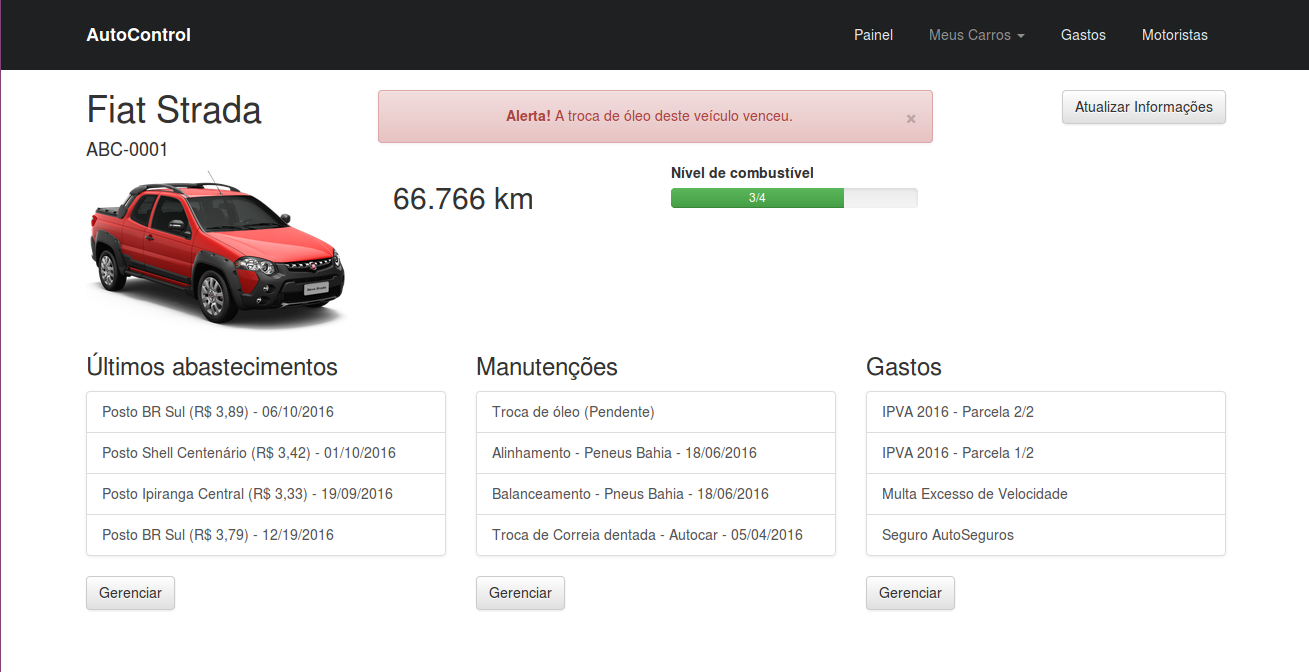 AutoControl
Painel
Meus Carros
Gastos
Motoristas
Fiat Strada
ABC-0001
Alerta! A troca de óleo deste veículo venceu.
×
Atualizar Informações
66.766 km
Nível de combustível
3/4
Últimos abastecimentos
Posto BR Sul (R$ 3,89) - 06/10/2016
Posto Shell Centenário (R$ 3,42) - 01/10/2016
Posto Ipiranga Central (R$ 3,33) - 19/09/2016
Posto BR Sul (R$ 3,79) - 12/19/2016
Gerenciar
Manutenções
Troca de óleo (Pendente)
Alinhamento - Peneus Bahia - 18/06/2016
Balanceamento - Pneus Bahia - 18/06/2016
Troca de Correia dentada - Autocar - 05/04/2016
Gerenciar
Gastos
IPVA 2016 - Parcela 2/2
IPVA 2016 - Parcela 1/2
Multa Excesso de Velocidade
Seguro AutoSeguros
Gerenciar